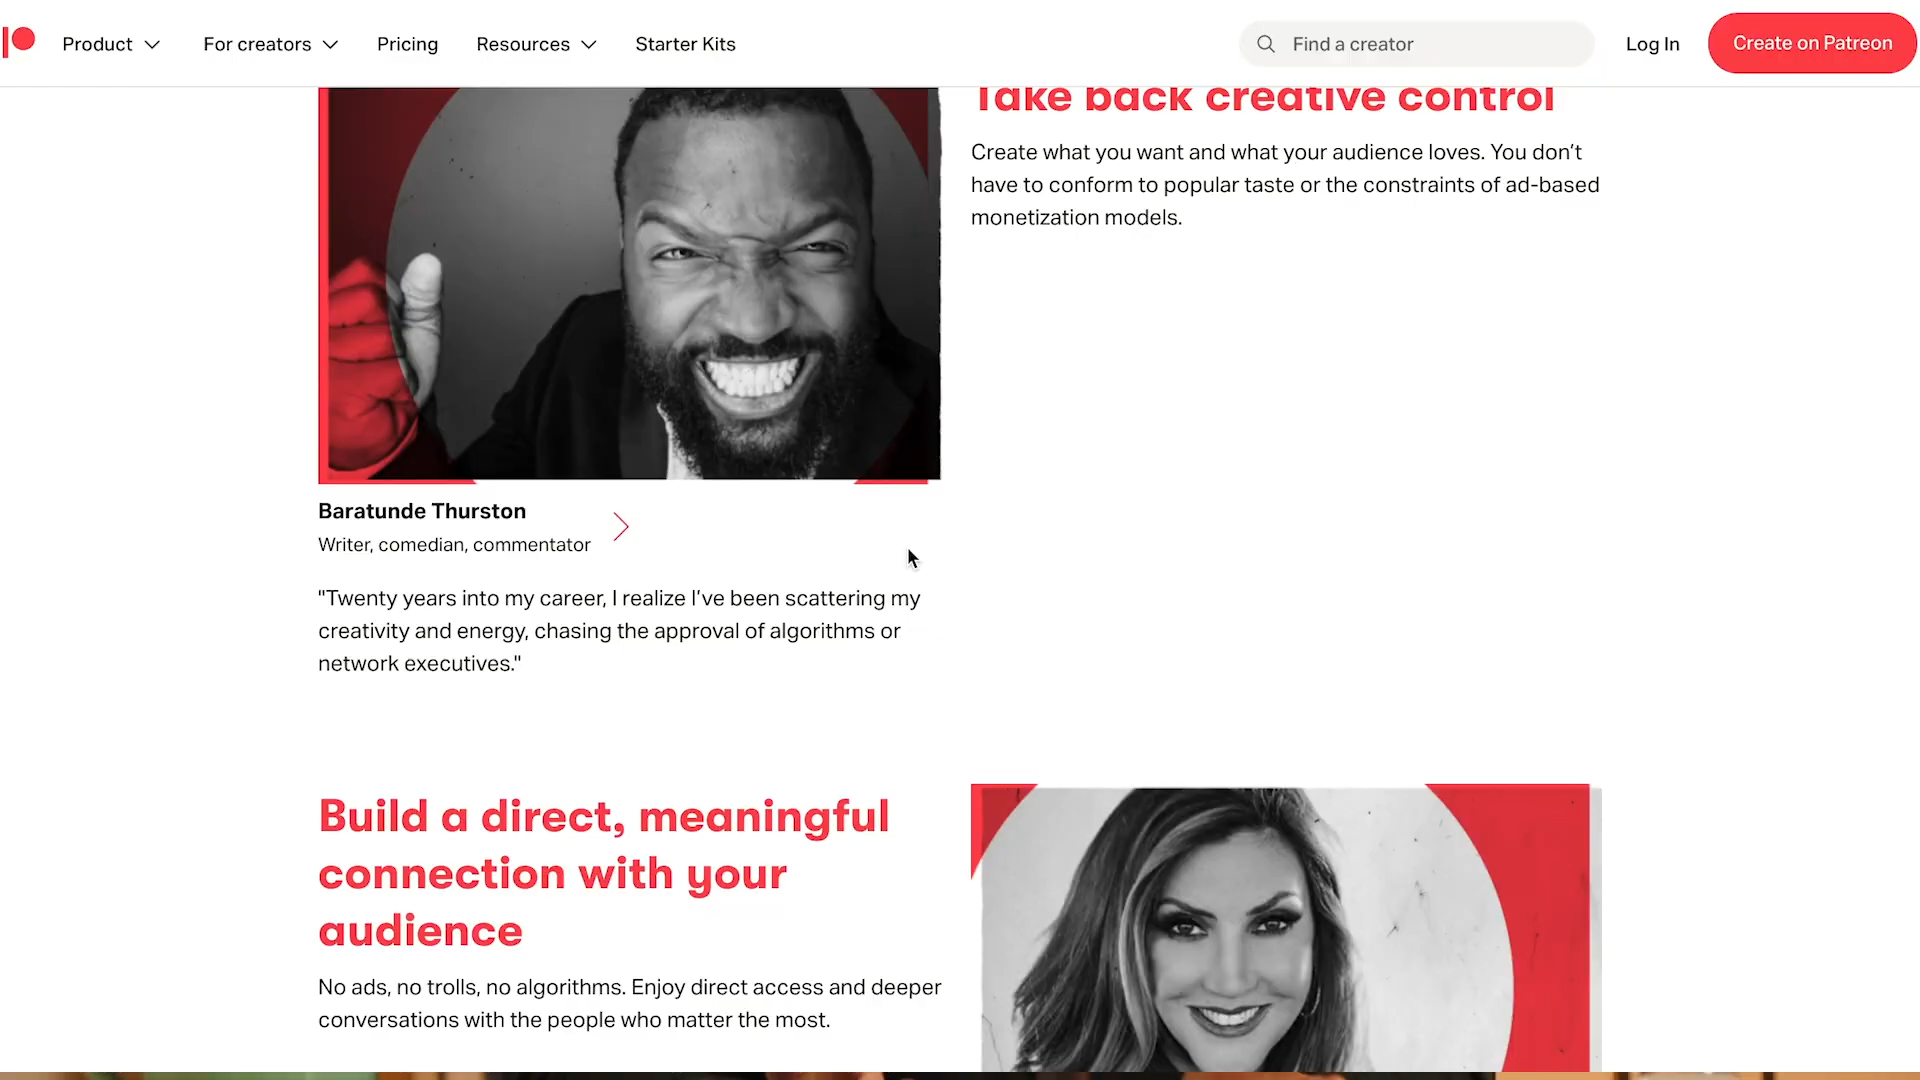 Product
For creators
Pricing
Resources
Starter Kits
Find a creator
Log In
Create on Patreon
Take back creative control
Create what you want and what your audience loves. You don’t
have to conform to popular taste or the constraints of ad-based
monetization models.
Baratunde Thurston
Writer, comedian, commentator
"Twenty years into my career, I realize I’ve been scattering my
creativity and energy, chasing the approval of algorithms or
network executives."
Build a direct, meaningful
connection with your
audience
No ads, no trolls, no algorithms. Enjoy direct access and deeper
conversations with the people who matter the most.